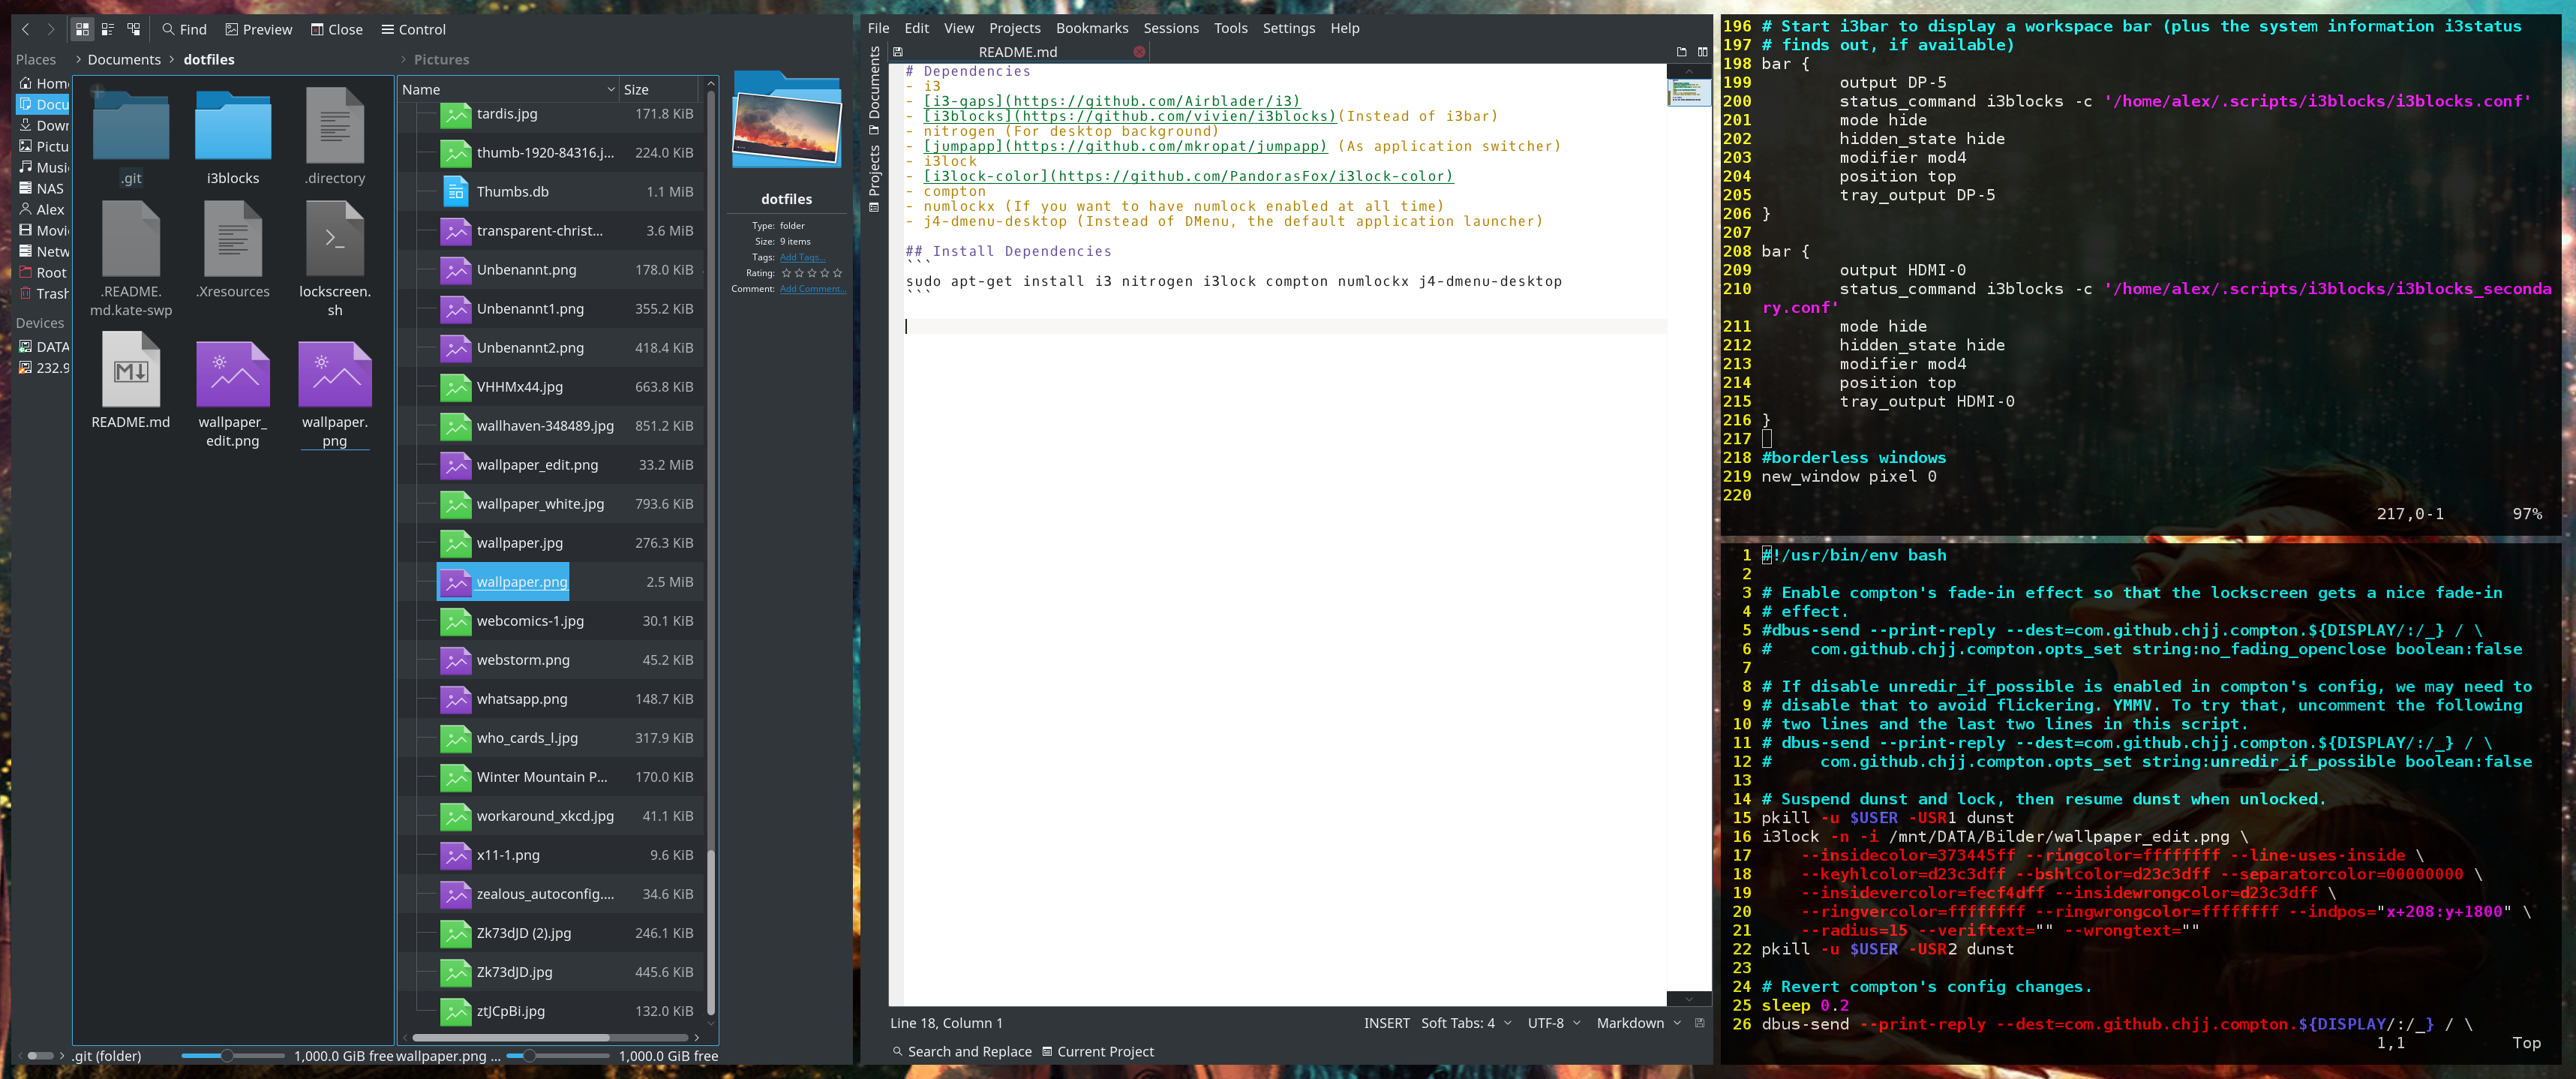 Find Preview Close Control
Places
Documents dotfiles
Pictures
Home
Docu
Down
Pictu
Music
NAS
Alex
Movi
Netw
Root
Trash
Devices
DATA
232.9
.git
i3blocks
.directory
.README.
md.kate-swp
.Xresources
lockscreen.
sh
README.md
wallpaper_
edit.png
wallpaper.
png
Name Size
tardis.jpg 171.8 KiB
thumb-1920-84316.j... 224.0 KiB
Thumbs.db 1.1 MiB
transparent-christ... 3.6 MiB
Unbenannt.png 178.0 KiB
Unbenannt1.png 355.2 KiB
Unbenannt2.png 418.4 KiB
VHHMx44.jpg 663.8 KiB
wallhaven-348489.jpg 851.2 KiB
wallpaper_edit.png 33.2 MiB
wallpaper_white.jpg 793.6 KiB
wallpaper.jpg 276.3 KiB
wallpaper.png 2.5 MiB
webcomics-1.jpg 30.1 KiB
webstorm.png 45.2 KiB
whatsapp.png 148.7 KiB
who_cards_l.jpg 317.9 KiB
Winter Mountain P... 170.0 KiB
workaround_xkcd.jpg 41.1 KiB
x11-1.png 9.6 KiB
zealous_autoconfig.... 34.6 KiB
Zk73dJD (2).jpg 246.1 KiB
Zk73dJD.jpg 445.6 KiB
ztJCpBi.jpg 132.0 KiB
dotfiles
Type: folder
Size: 9 items
Tags: Add Tags...
Rating:
Comment: Add Comment...
.git (folder) 1,000.0 GiB free
wallpaper.png ... 1,000.0 GiB free
File Edit View Projects Bookmarks Sessions Tools Settings Help
README.md
Documents
Projects
# Dependencies
- i3
- [i3-gaps](https://github.com/Airblader/i3)
- [i3blocks](https://github.com/vivien/i3blocks)(Instead of i3bar)
- nitrogen (For desktop background)
- [jumpapp](https://github.com/mkropat/jumpapp) (As application switcher)
- i3lock
- [i3lock-color](https://github.com/PandorasFox/i3lock-color)
- compton
- numlockx (If you want to have numlock enabled at all time)
- j4-dmenu-desktop (Instead of DMenu, the default application launcher)
## Install Dependencies
```
sudo apt-get install i3 nitrogen i3lock compton numlockx j4-dmenu-desktop
```
Line 18, Column 1 INSERT Soft Tabs: 4 UTF-8 Markdown
Search and Replace Current Project
196 # Start i3bar to display a workspace bar (plus the system information i3status
197 # finds out, if available)
198 bar {
199 output DP-5
200 status_command i3blocks -c '/home/alex/.scripts/i3blocks/i3blocks.conf'
201 mode hide
202 hidden_state hide
203 modifier mod4
204 position top
205 tray_output DP-5
206 }
207
208 bar {
209 output HDMI-0
210 status_command i3blocks -c '/home/alex/.scripts/i3blocks/i3blocks_seconda
ry.conf'
211 mode hide
212 hidden_state hide
213 modifier mod4
214 position top
215 tray_output HDMI-0
216 }
217
218 #borderless windows
219 new_window pixel 0
220
217,0-1 97%
1 #!/usr/bin/env bash
2
3 # Enable compton's fade-in effect so that the lockscreen gets a nice fade-in
4 # effect.
5 #dbus-send --print-reply --dest=com.github.chjj.compton.${DISPLAY/:/_} / \
6 # com.github.chjj.compton.opts_set string:no_fading_openclose boolean:false
7
8 # If disable unredir_if_possible is enabled in compton's config, we may need to
9 # disable that to avoid flickering. YMMV. To try that, uncomment the following
10 # two lines and the last two lines in this script.
11 # dbus-send --print-reply --dest=com.github.chjj.compton.${DISPLAY/:/_} / \
12 # com.github.chjj.compton.opts_set string:unredir_if_possible boolean:false
13
14 # Suspend dunst and lock, then resume dunst when unlocked.
15 pkill -u $USER -USR1 dunst
16 i3lock -n -i /mnt/DATA/Bilder/wallpaper_edit.png \
17 --insidecolor=373445ff --ringcolor=ffffffff --line-uses-inside \
18 --keyhlcolor=d23c3dff --bshlcolor=d23c3dff --separatorcolor=00000000 \
19 --insidevercolor=fecf4dff --insidewrongcolor=d23c3dff \
20 --ringvercolor=ffffffff --ringwrongcolor=ffffffff --indpos="x+208:y+1800" \
21 --radius=15 --veriftext="" --wrongtext=""
22 pkill -u $USER -USR2 dunst
23
24 # Revert compton's config changes.
25 sleep 0.2
26 dbus-send --print-reply --dest=com.github.chjj.compton.${DISPLAY/:/_} / \
1,1 Top